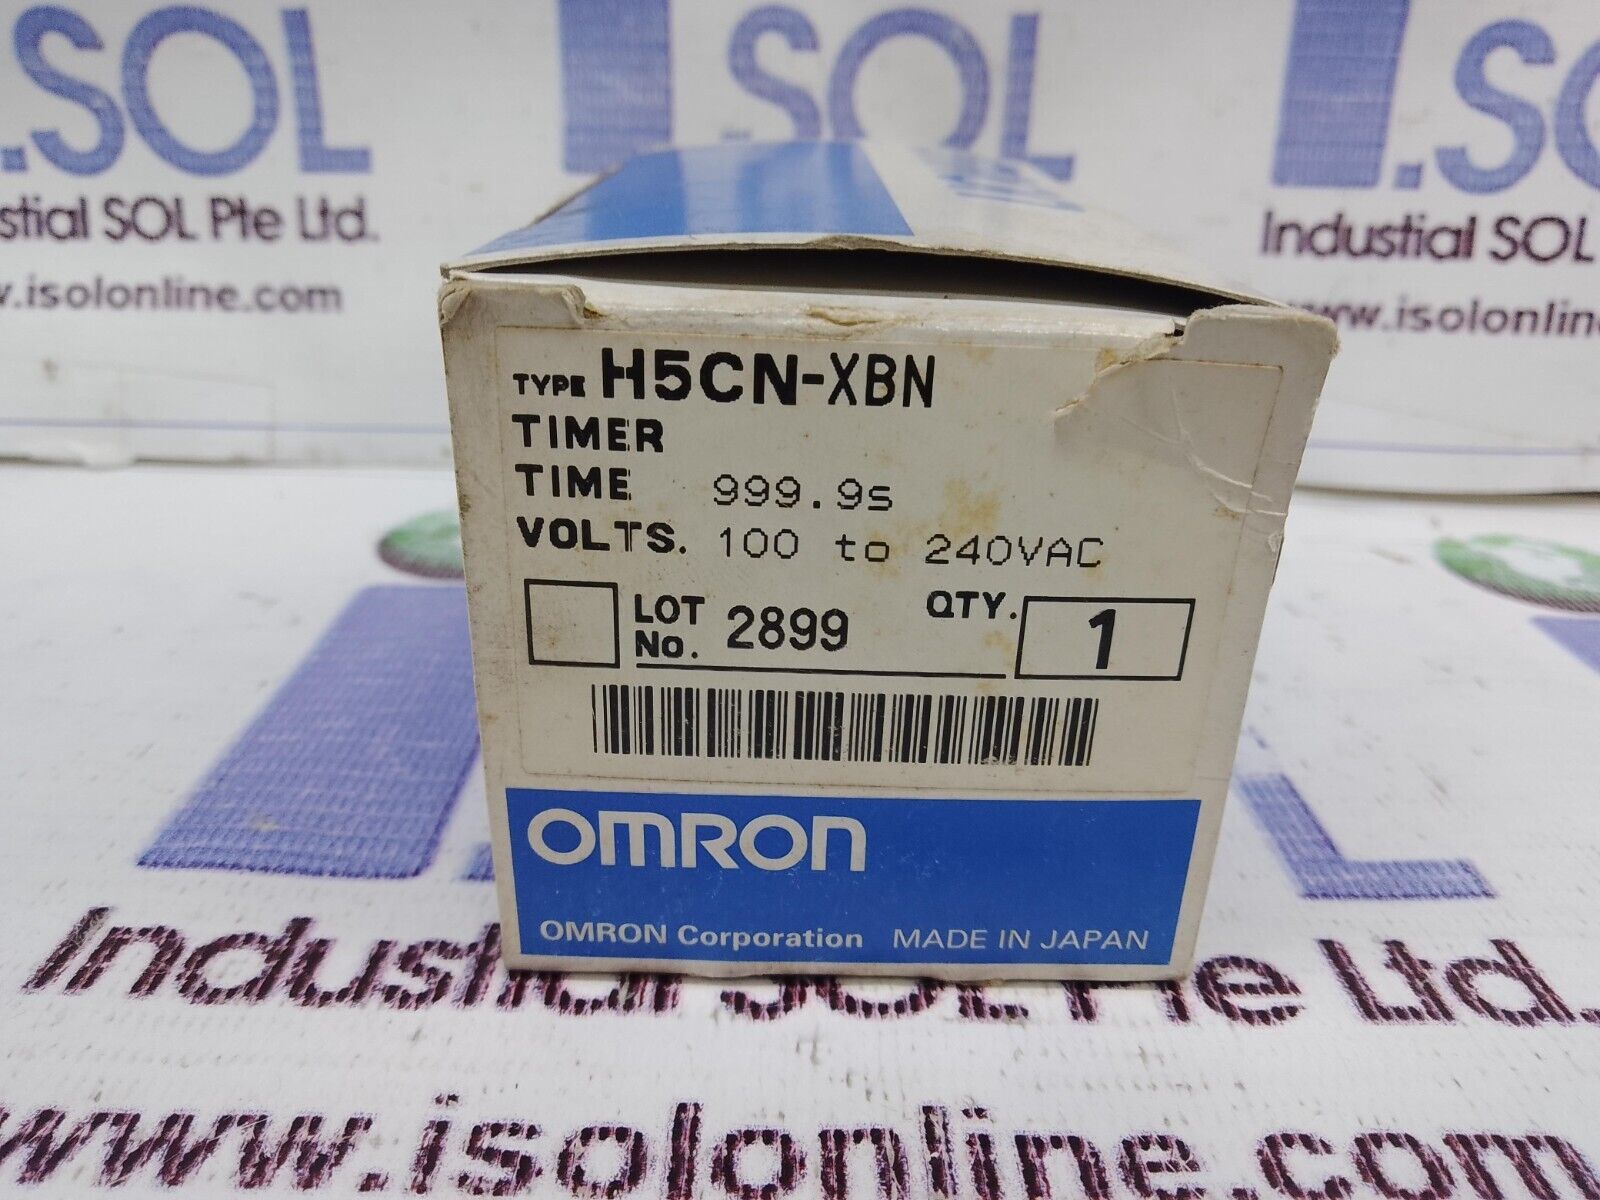 .SOL
.SOL
.SOL
Industial SOL Pte Ltd.
Industial SOL
www.isolonline.com
www.isolonline
TYPE H5CN-XBN
TIMER
TIME 999.9s
VOLTS. 100 to 240VAC
LOT No. 2899 QTY. 1
OMRON
OMRON Corporation MADE IN JAPAN
Industial SOL Pte Ltd.
www.isolonline.com